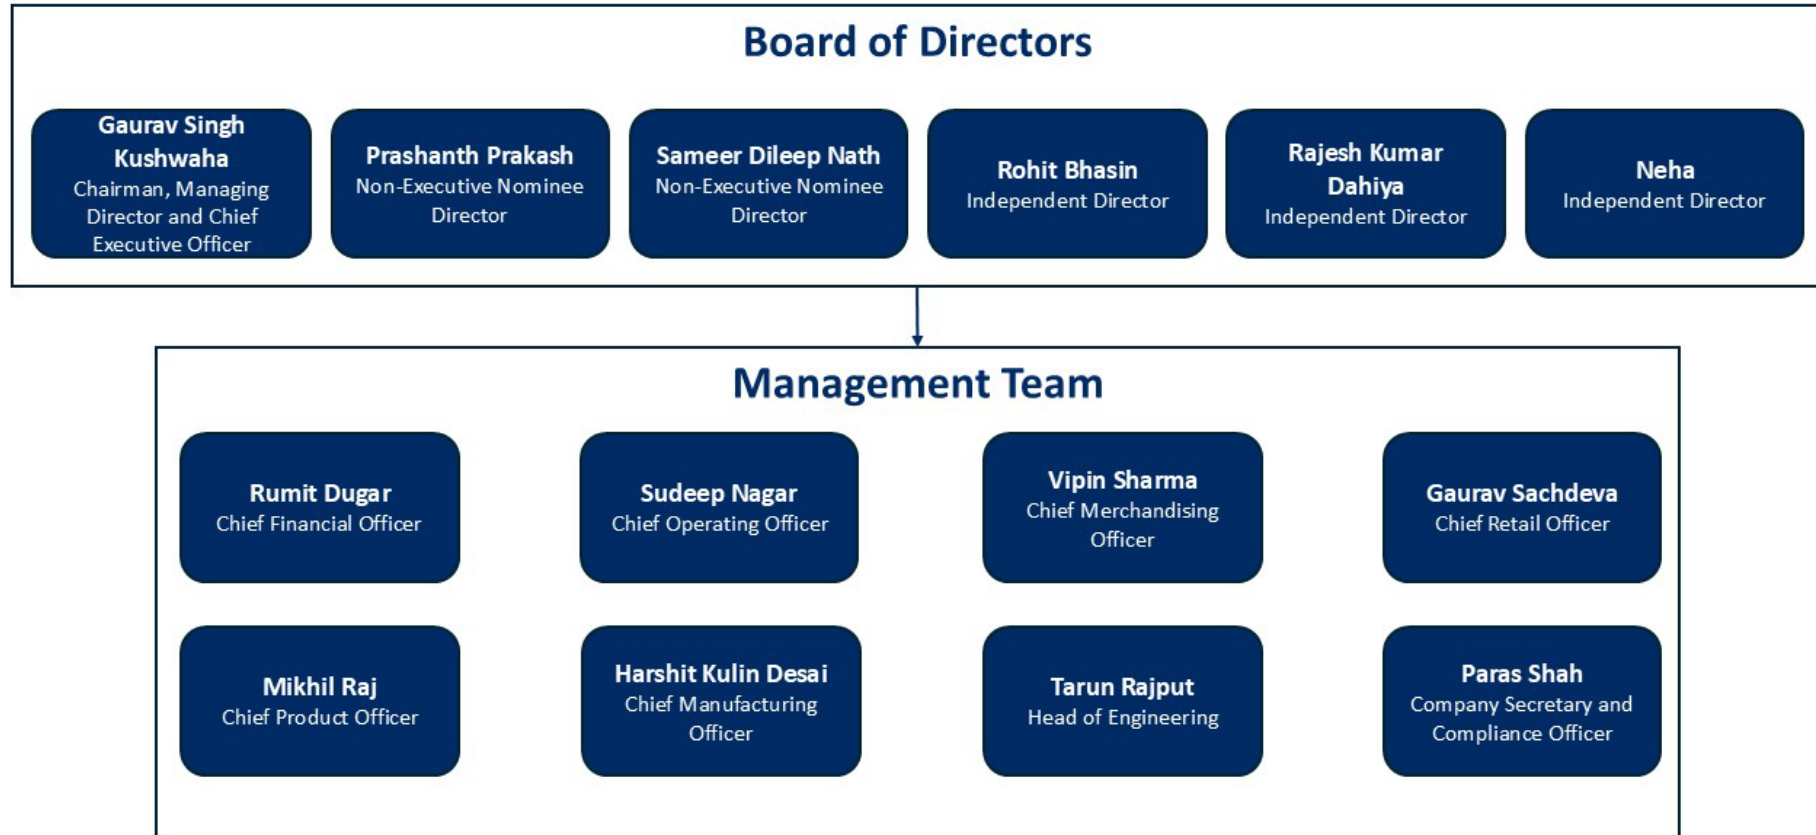 Board of Directors
Gaurav Singh
Kushwaha
Chairman, Managing
Director and Chief
Executive Officer
Prashanth Prakash
Non-Executive Nominee
Director
Sameer Dileep Nath
Non-Executive Nominee
Director
Rohit Bhasin
Independent Director
Rajesh Kumar
Dahiya
Independent Director
Neha
Independent Director
Management Team
Rumit Dugar
Chief Financial Officer
Sudeep Nagar
Chief Operating Officer
Vipin Sharma
Chief Merchandising
Officer
Gaurav Sachdeva
Chief Retail Officer
Mikhil Raj
Chief Product Officer
Harshit Kulin Desai
Chief Manufacturing
Officer
Tarun Rajput
Head of Engineering
Paras Shah
Company Secretary and
Compliance Officer